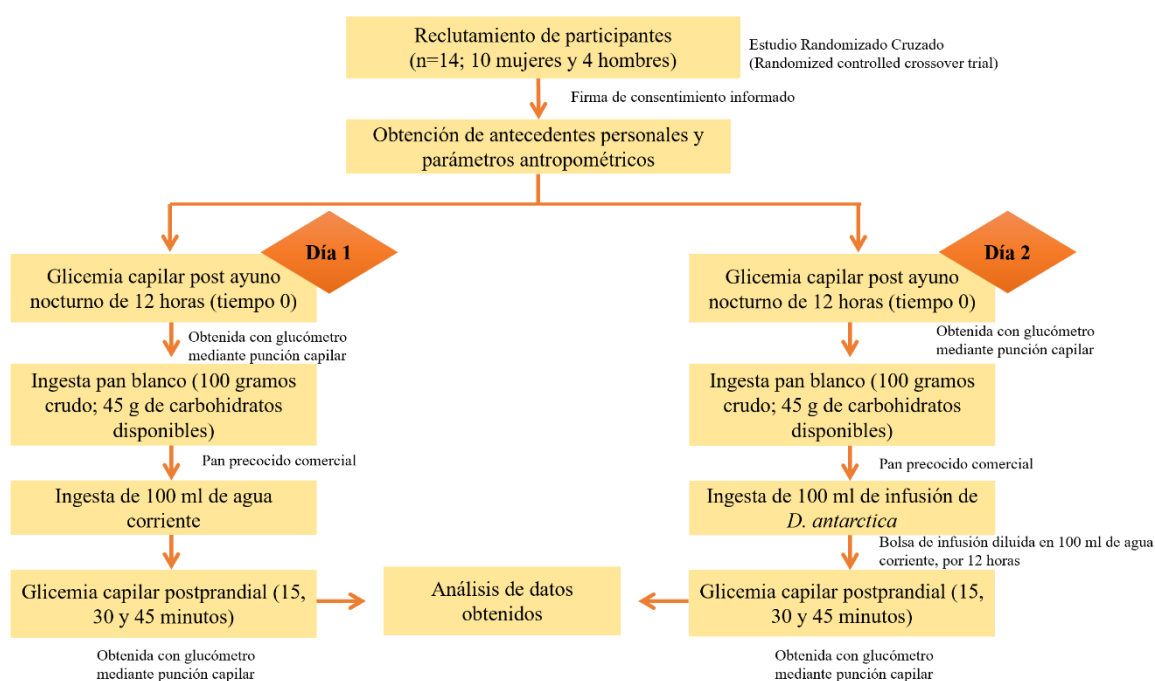 Reclutamiento de participantes
(n=14; 10 mujeres y 4 hombres)
Estudio Randomizado Cruzado
(Randomized controlled crossover trial)
Firma de consentimiento informado
Obtención de antecedentes personales y
parámetros antropométricos
Día 1
Glicemia capilar post ayuno
nocturno de 12 horas (tiempo 0)
Obtenida con glucómetro
mediante punción capilar
Ingesta pan blanco (100 gramos
crudo; 45 g de carbohidratos
disponibles)
Pan precocido comercial
Ingesta de 100 ml de agua
corriente
Glicemia capilar postprandial (15,
30 y 45 minutos)
Obtenida con glucómetro
mediante punción capilar
Análisis de datos
obtenidos
Día 2
Glicemia capilar post ayuno
nocturno de 12 horas (tiempo 0)
Obtenida con glucómetro
mediante punción capilar
Ingesta pan blanco (100 gramos
crudo; 45 g de carbohidratos
disponibles)
Pan precocido comercial
Ingesta de 100 ml de infusión de
D. antarctica
Bolsa de infusión diluida en 100 ml de agua
corriente, por 12 horas
Glicemia capilar postprandial (15,
30 y 45 minutos)
Obtenida con glucómetro
mediante punción capilar